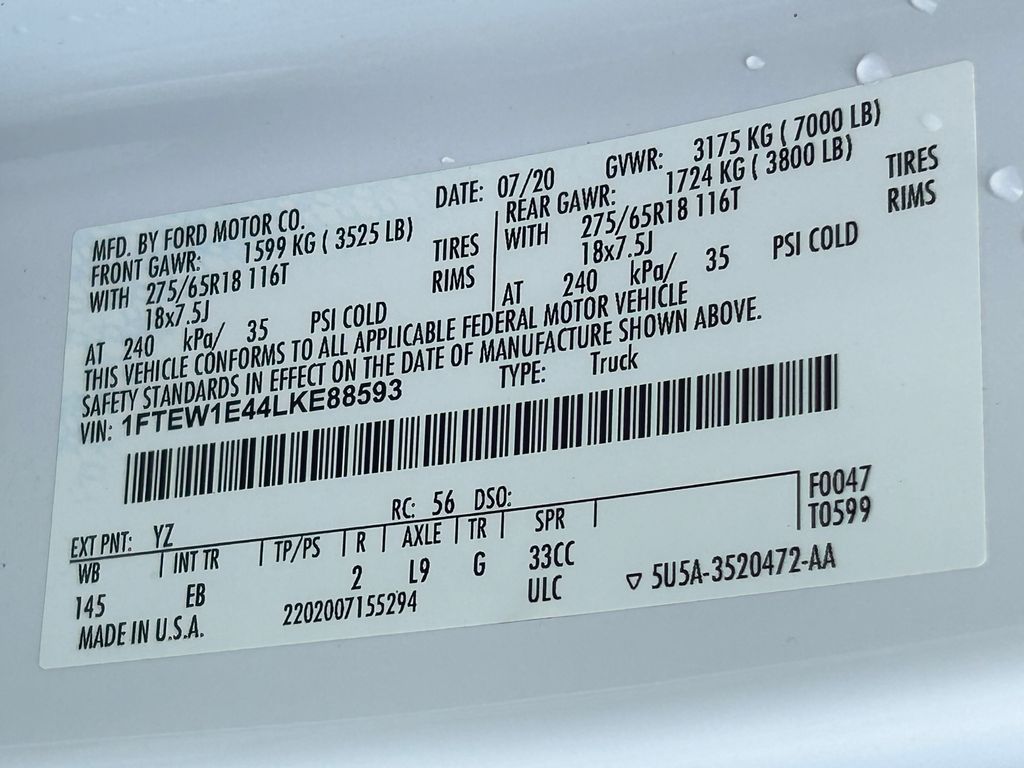 MFD. BY FORD MOTOR CO. DATE: 07/20 GVWR: 3175 KG ( 7000 LB)
FRONT GAWR: 1599 KG ( 3525 LB) REAR GAWR: 1724 KG ( 3800 LB)
WITH 275/65R18 116T TIRES WITH 275/65R18 116T TIRES
18x7.5J RIMS 18x7.5J RIMS
AT 240 kPa/ 35 PSI COLD AT 240 kPa/ 35 PSI COLD
THIS VEHICLE CONFORMS TO ALL APPLICABLE FEDERAL MOTOR VEHICLE
SAFETY STANDARDS IN EFFECT ON THE DATE OF MANUFACTURE SHOWN ABOVE.
VIN: 1FTEW1E44LKE88593 TYPE: Truck
EXT PNT: YZ RC: 56 DSO: F0047
WB INT TR TP/PS R AXLE TR SPR T0599
145 EB 2 L9 G 33CC
MADE IN U.S.A. 2202007155294 ULC ▽ 5U5A-3520472-AA